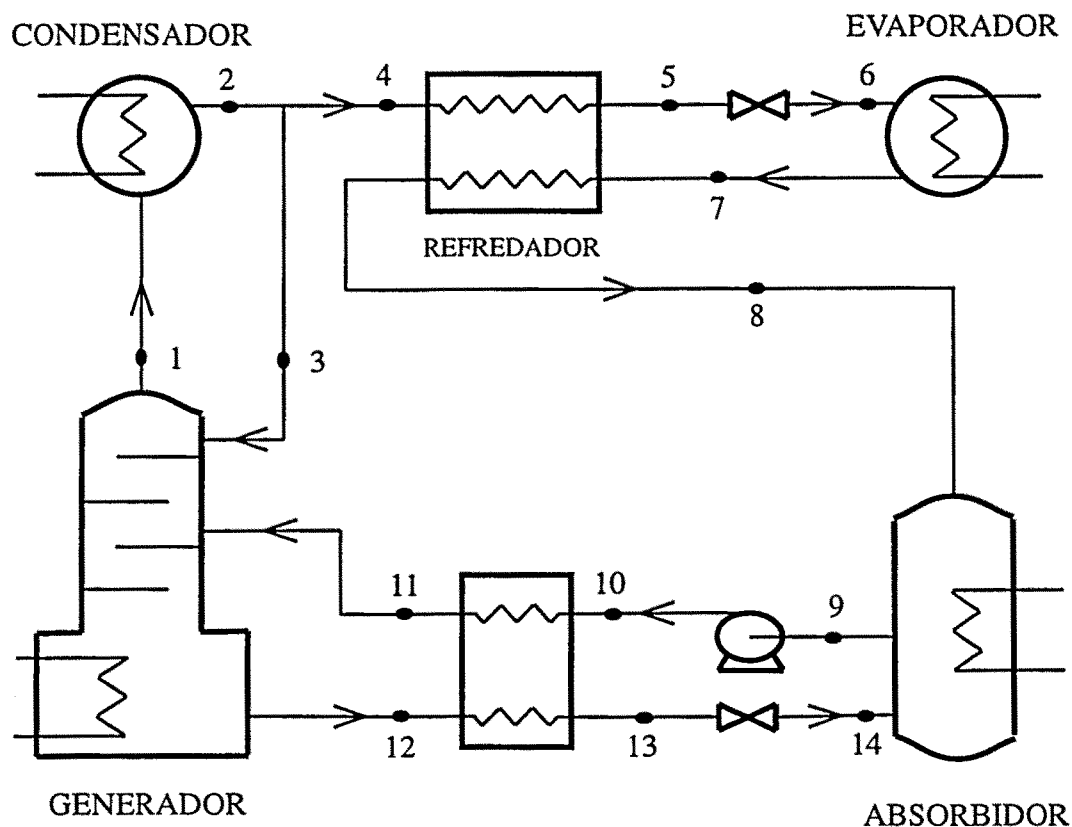 CONDENSADOR
EVAPORADOR
2
4
5
6
7
REFREDADOR
8
1
3
11
10
9
12
13
14
GENERADOR
ABSORBIDOR